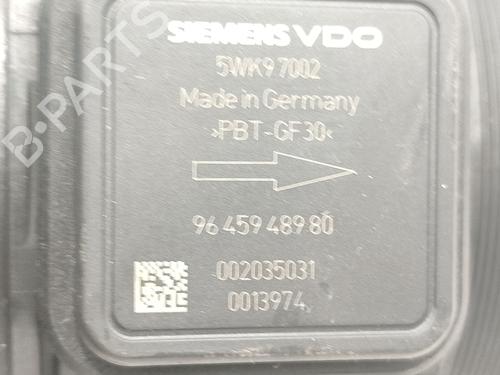 B-PARTS
SIEMENS VDO
5WK9 7002
Made in Germany
»PBT-GF30«
96 459 489 80
002035031
0013974